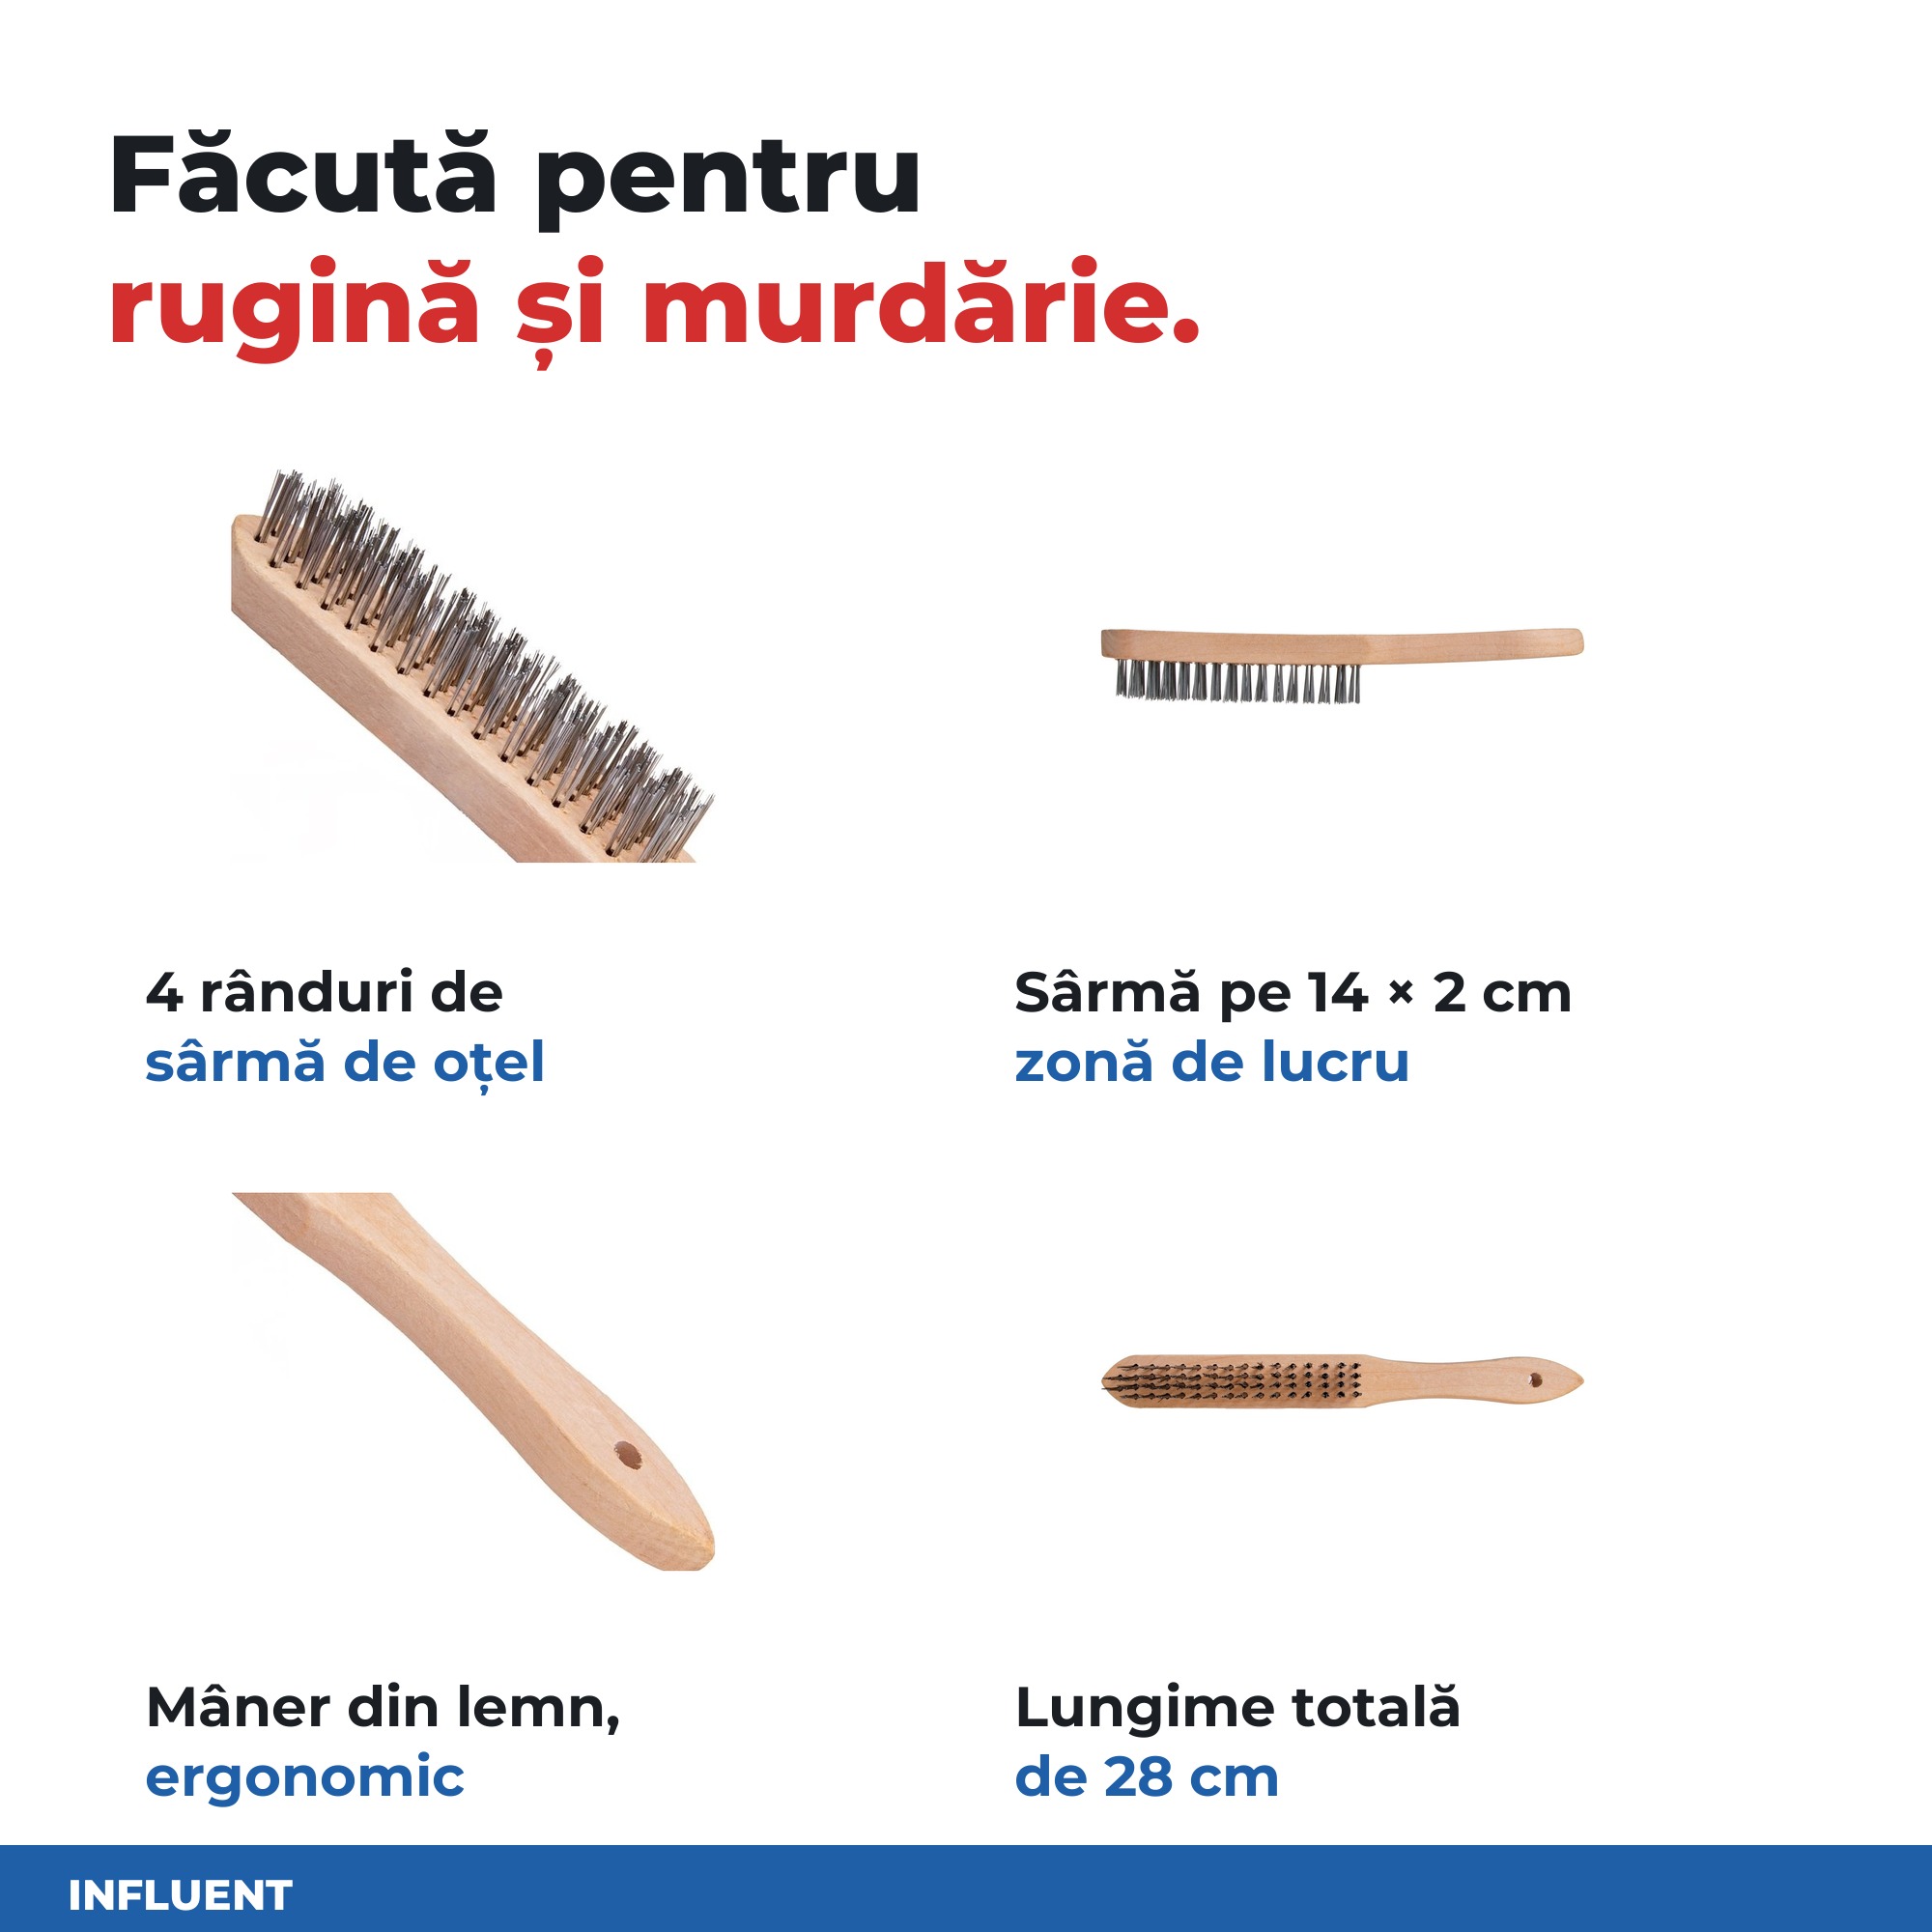 Făcută pentru
rugină și murdărie.
4 rânduri de
sârmă de oțel
Sârmă pe 14 × 2 cm
zonă de lucru
Mâner din lemn,
ergonomic
Lungime totală
de 28 cm
INFLUENT